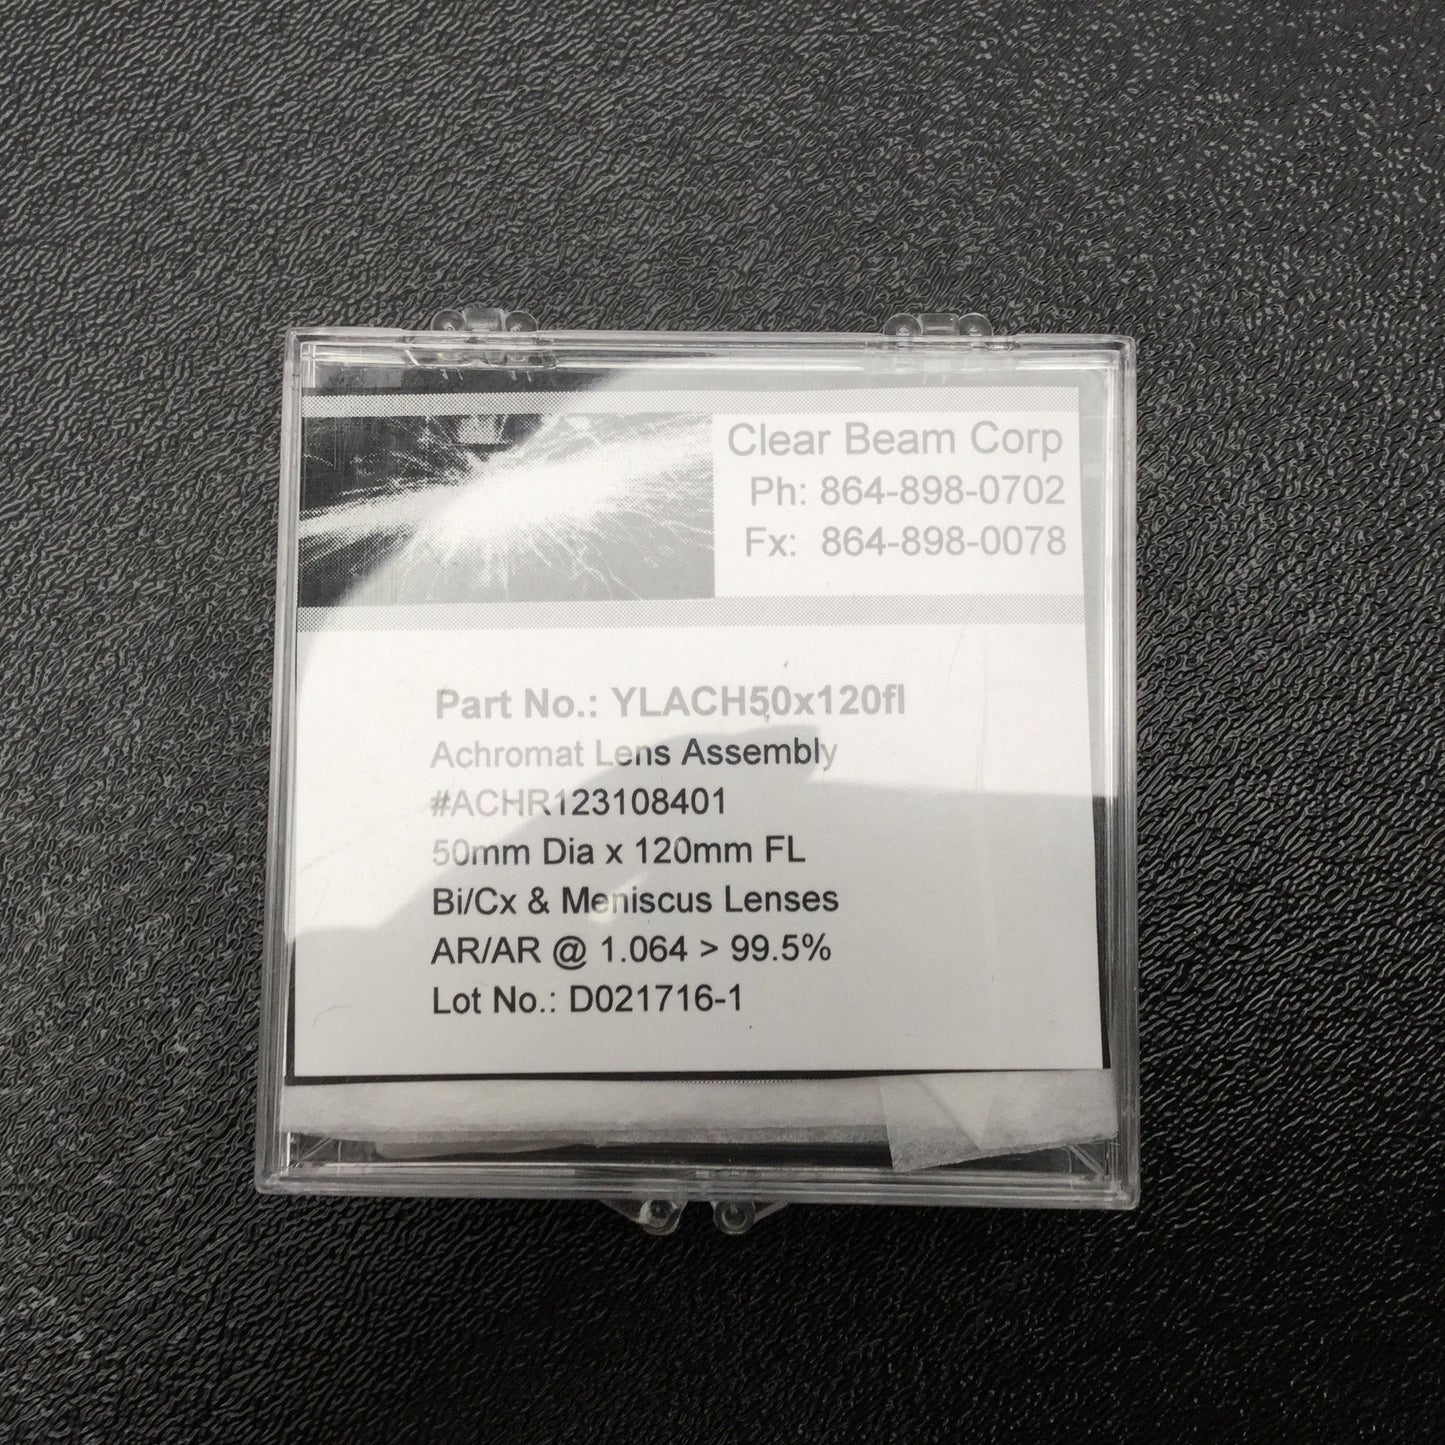 Clear Beam Corp
Ph: 864-898-0702
Fx: 864-898-0078
Part No.: YLACH50x120fl
Achromat Lens Assembly
#ACHR123108401
50mm Dia x 120mm FL
Bi/Cx & Meniscus Lenses
AR/AR @ 1.064 > 99.5%
Lot No.: D021716-1